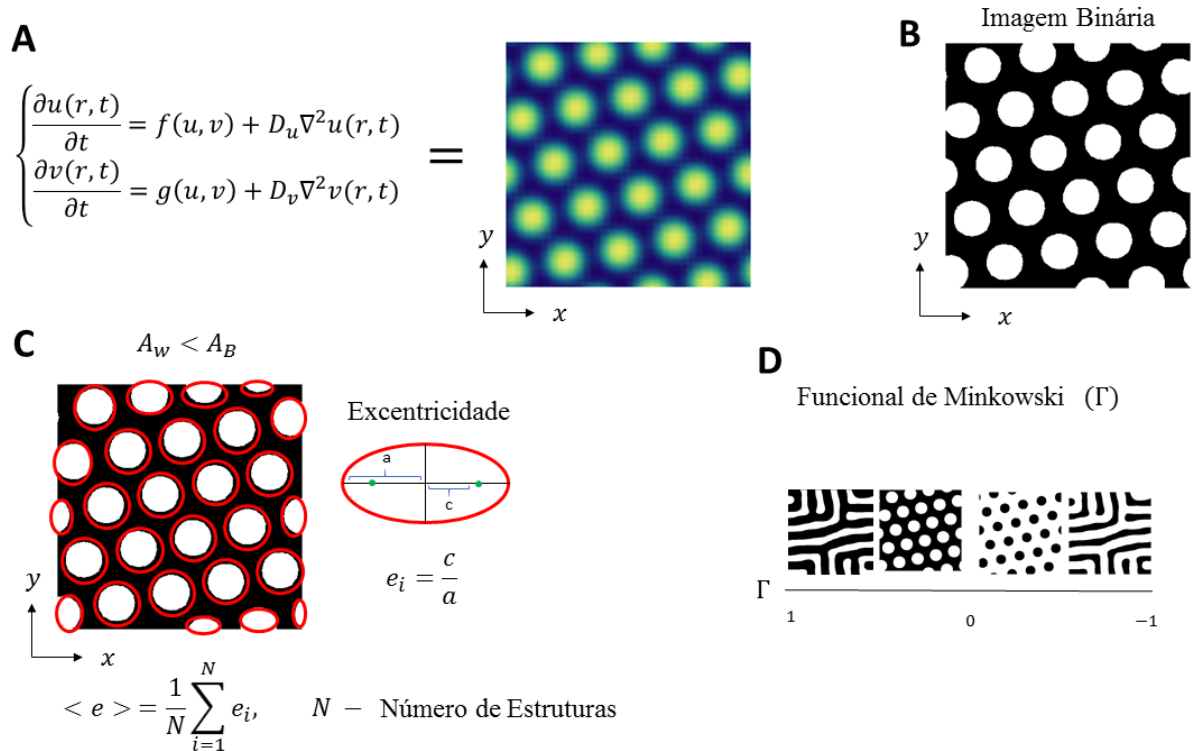 A
∂u(r,t)/∂t = f(u,v) + D_u∇²u(r,t)
∂v(r,t)/∂t = g(u,v) + D_v∇²v(r,t)
=
y
x
B
Imagem Binária
y
x
C
A_w < A_B
y
x
Excentricidade
a
c
e_i = c/a
< e > = 1/N ∑_{i=1}^{N} e_i, N − Número de Estruturas
D
Funcional de Minkowski (Γ)
Γ
1 0 −1